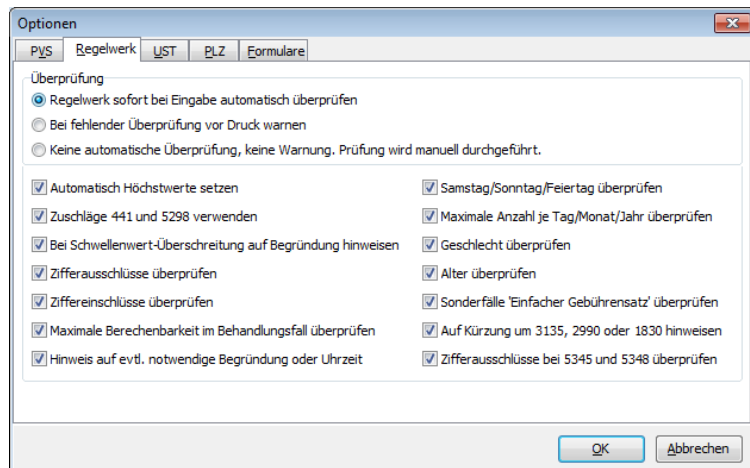 Optionen
PVS Regelwerk UST PLZ Formulare
Überprüfung
Regelwerk sofort bei Eingabe automatisch überprüfen
Bei fehlender Überprüfung vor Druck warnen
Keine automatische Überprüfung, keine Warnung. Prüfung wird manuell durchgeführt.
Automatisch Höchstwerte setzen
Zuschläge 441 und 5298 verwenden
Bei Schwellenwert-Überschreitung auf Begründung hinweisen
Zifferausschlüsse überprüfen
Ziffereinschlüsse überprüfen
Maximale Berechenbarkeit im Behandlungsfall überprüfen
Hinweis auf evtl. notwendige Begründung oder Uhrzeit
Samstag/Sonntag/Feiertag überprüfen
Maximale Anzahl je Tag/Monat/Jahr überprüfen
Geschlecht überprüfen
Alter überprüfen
Sonderfälle 'Einfacher Gebührensatz' überprüfen
Auf Kürzung um 3135, 2990 oder 1830 hinweisen
Zifferausschlüsse bei 5345 und 5348 überprüfen
OK Abbrechen